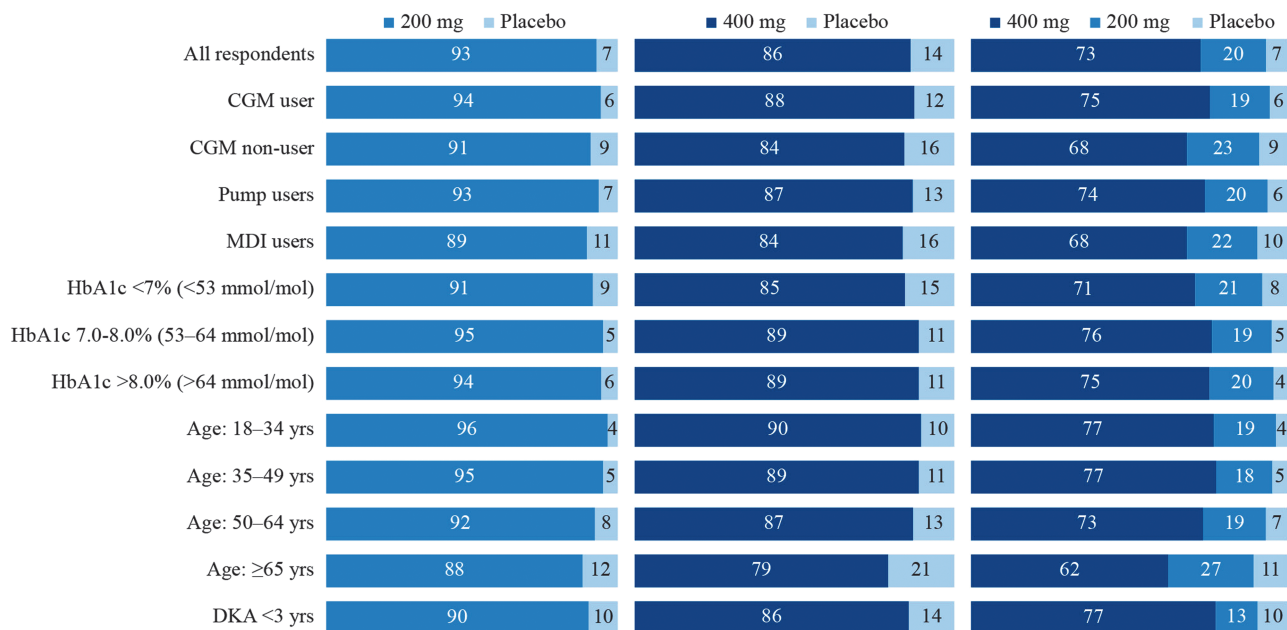 200 mg Placebo 400 mg Placebo 400 mg 200 mg Placebo
All respondents 93 7 86 14 73 20 7
CGM user 94 6 88 12 75 19 6
CGM non-user 91 9 84 16 68 23 9
Pump users 93 7 87 13 74 20 6
MDI users 89 11 84 16 68 22 10
HbA1c <7% (<53 mmol/mol) 91 9 85 15 71 21 8
HbA1c 7.0-8.0% (53–64 mmol/mol) 95 5 89 11 76 19 5
HbA1c >8.0% (>64 mmol/mol) 94 6 89 11 75 20 4
Age: 18–34 yrs 96 4 90 10 77 19 4
Age: 35–49 yrs 95 5 89 11 77 18 5
Age: 50–64 yrs 92 8 87 13 73 19 7
Age: ≥65 yrs 88 12 79 21 62 27 11
DKA <3 yrs 90 10 86 14 77 13 10